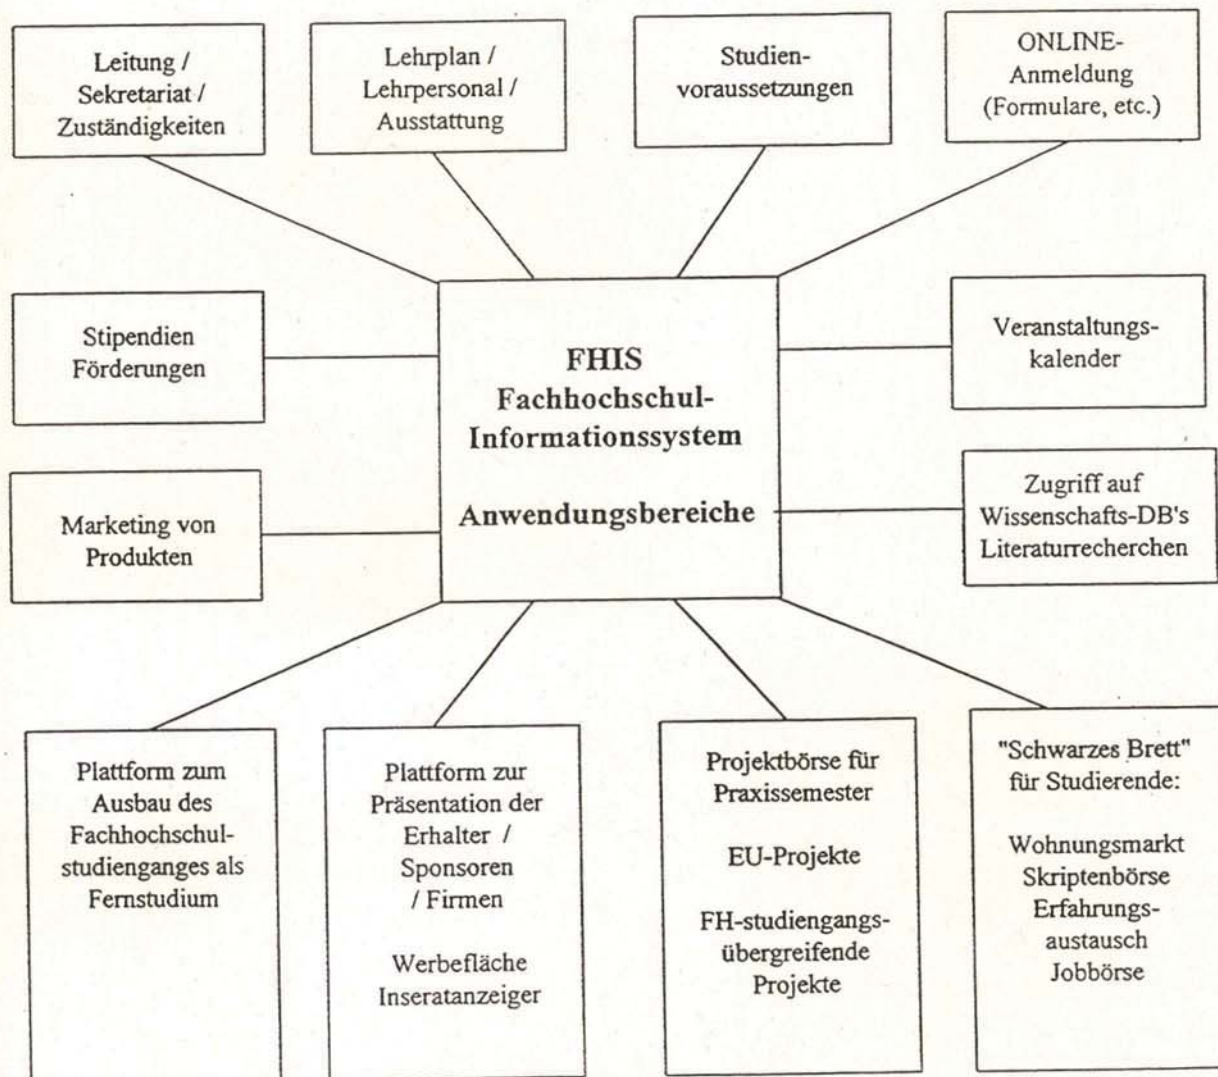 Leitung /
Sekretariat /
Zuständigkeiten
Lehrplan /
Lehrpersonal /
Ausstattung
Studien-
voraussetzungen
ONLINE-
Anmeldung
(Formulare, etc.)
Stipendien
Förderungen
FHIS
Fachhochschul-
Informationssystem
Anwendungsbereiche
Veranstaltungs-
kalender
Marketing von
Produkten
Zugriff auf
Wissenschafts-DB's
Literaturrecherchen
Plattform zum
Ausbau des
Fachhochschul-
studienganges als
Fernstudium
Plattform zur
Präsentation der
Erhalter /
Sponsoren
/ Firmen
Werbefläche
Inseratanzeiger
Projektbörse für
Praxissemester
EU-Projekte
FH-studiengangs-
übergreifende
Projekte
"Schwarzes Brett"
für Studierende:
Wohnungsmarkt
Skriptenbörse
Erfahrungs-
austausch
Jobbörse